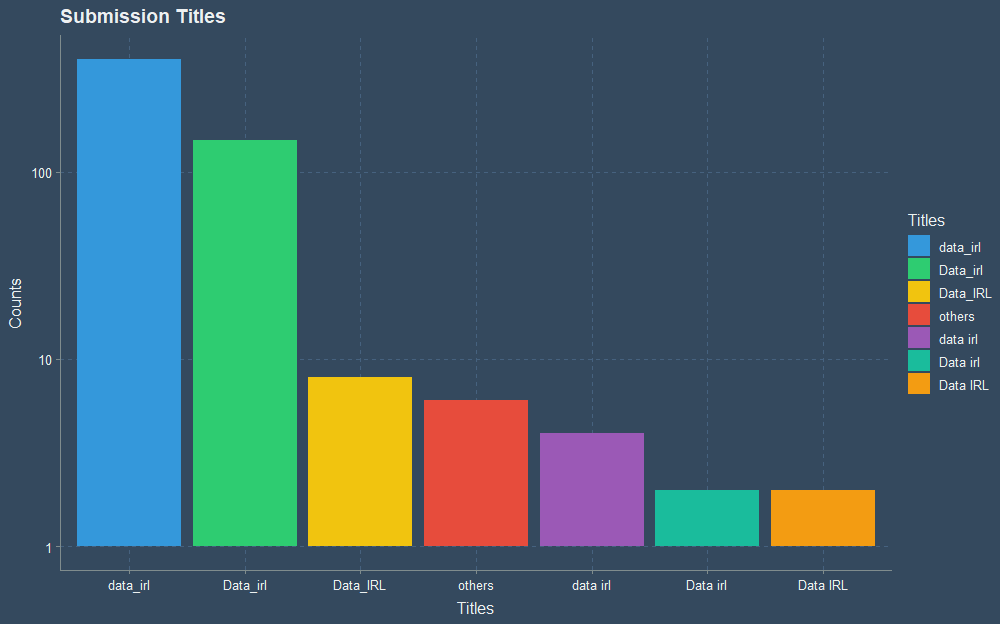 Submission Titles
Counts
100
10
1
data_irl
Data_irl
Data_IRL
others
data irl
Data irl
Data IRL
Titles
Titles
data_irl
Data_irl
Data_IRL
others
data irl
Data irl
Data IRL